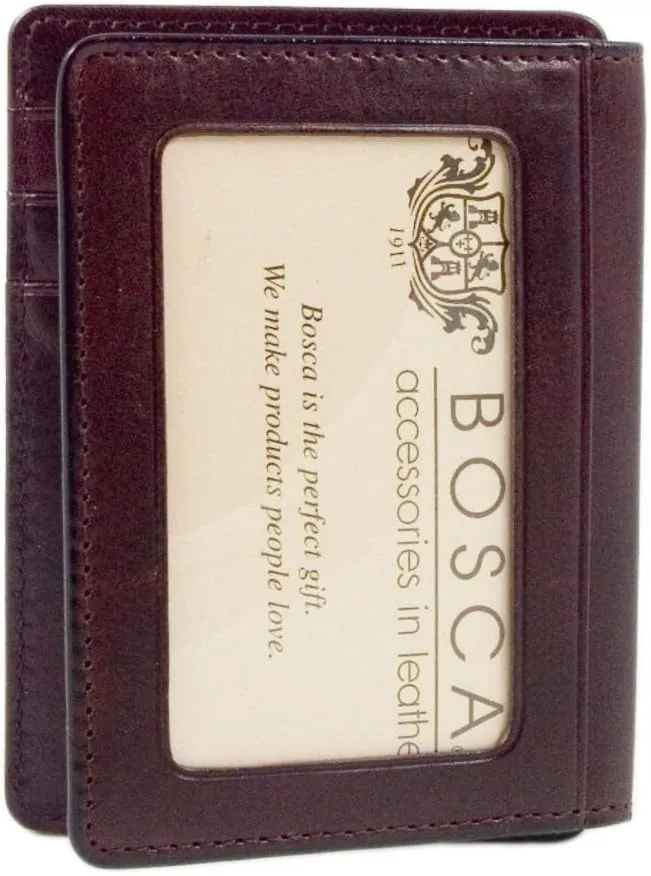 1911
BOSCA
accessories in leathe
Bosca is the perfect gift.
We make products people love.